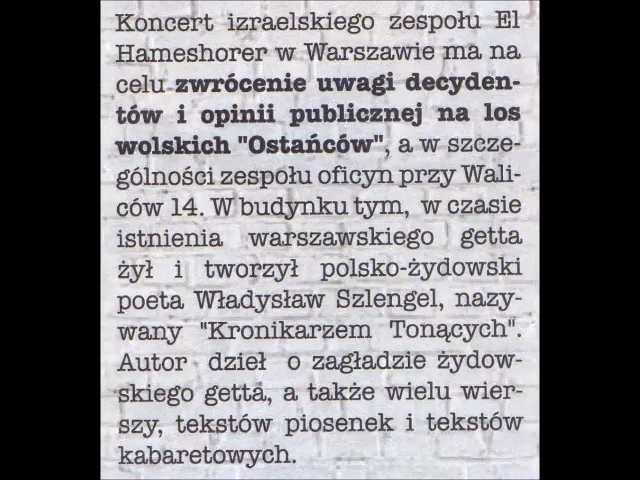 Koncert izraelskiego zespołu El
Hameshorer w Warszawie ma na
celu zwrócenie uwagi decyden-
tów i opinii publicznej na los
wolskich "Ostańców", a w szcze-
gólności zespołu oficyn przy Wali-
ców 14. W budynku tym, w czasie
istnienia warszawskiego getta
żył i tworzył polsko-żydowski
poeta Władysław Szlengel, nazy-
wany "Kronikarzem Tonących".
Autor dzieł o zagładzie żydow-
skiego getta, a także wielu wier-
szy, tekstów piosenek i tekstów
kabaretowych.